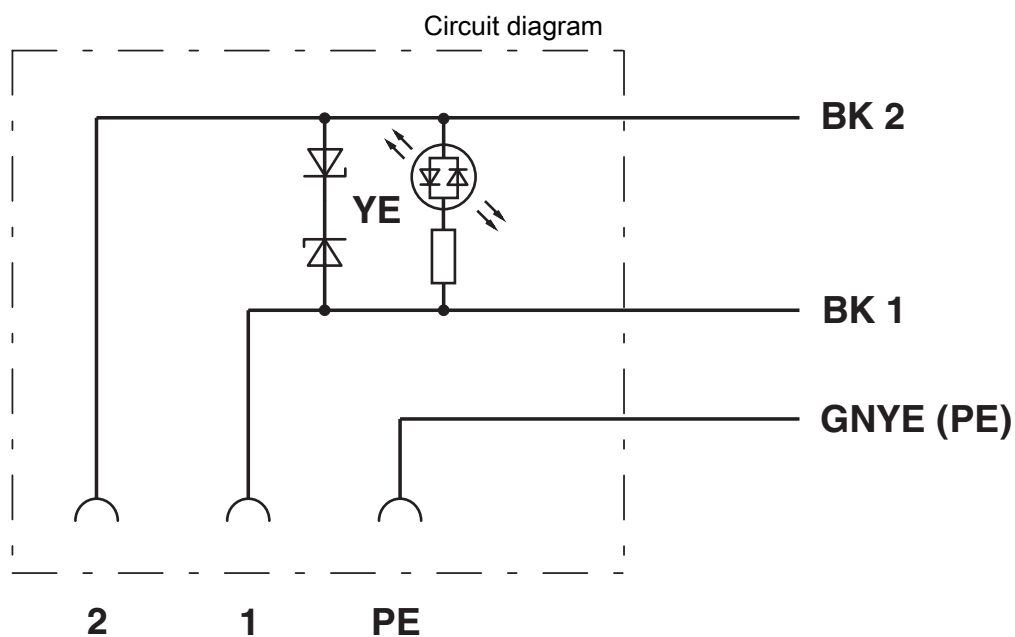 Circuit diagram
BK 2
YE
BK 1
GNYE (PE)
2 1 PE